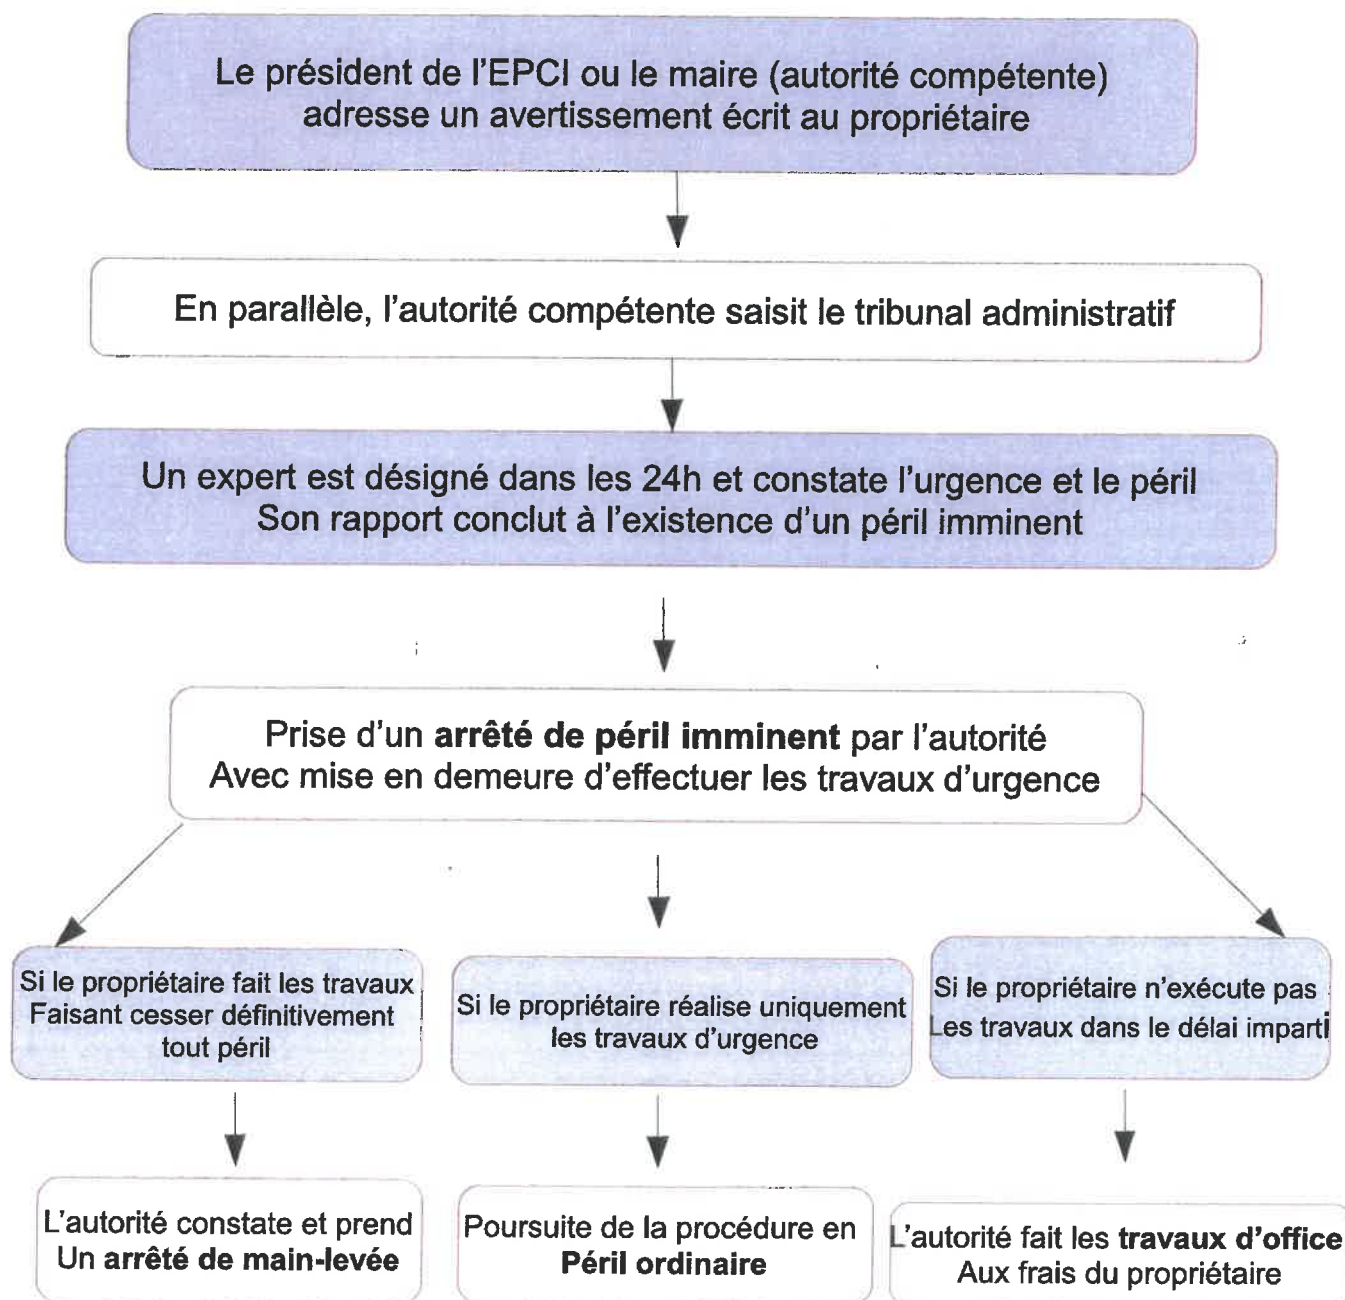 Le président de l'EPCI ou le maire (autorité compétente)
adresse un avertissement écrit au propriétaire
En parallèle, l'autorité compétente saisit le tribunal administratif
Un expert est désigné dans les 24h et constate l'urgence et le péril
Son rapport conclut à l'existence d'un péril imminent
Prise d'un arrêté de péril imminent par l'autorité
Avec mise en demeure d'effectuer les travaux d'urgence
Si le propriétaire fait les travaux
Faisant cesser définitivement
tout péril
Si le propriétaire réalise uniquement
les travaux d'urgence
Si le propriétaire n'exécute pas
Les travaux dans le délai imparti
L'autorité constate et prend
Un arrêté de main-levée
Poursuite de la procédure en
Péril ordinaire
L'autorité fait les travaux d'office
Aux frais du propriétaire